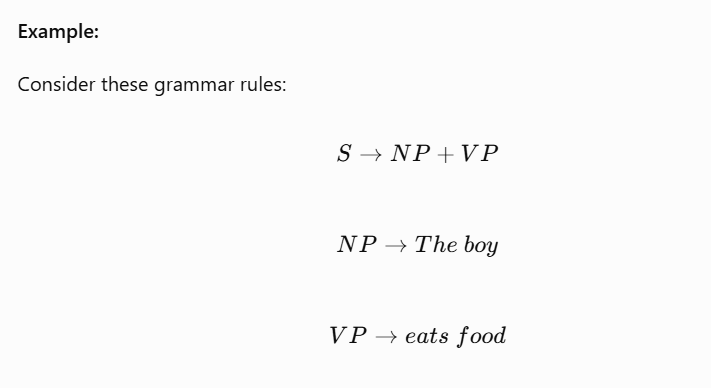 Example:
Consider these grammar rules:
S → NP + VP
NP → The boy
VP → eats food